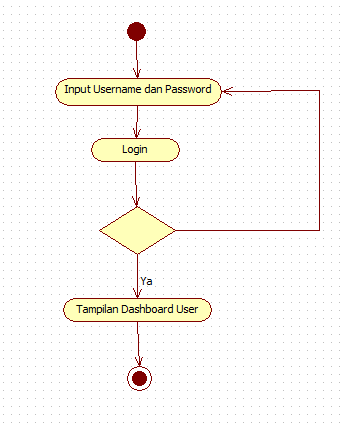 Input Username dan Password
Login
Ya
Tampilan Dashboard User